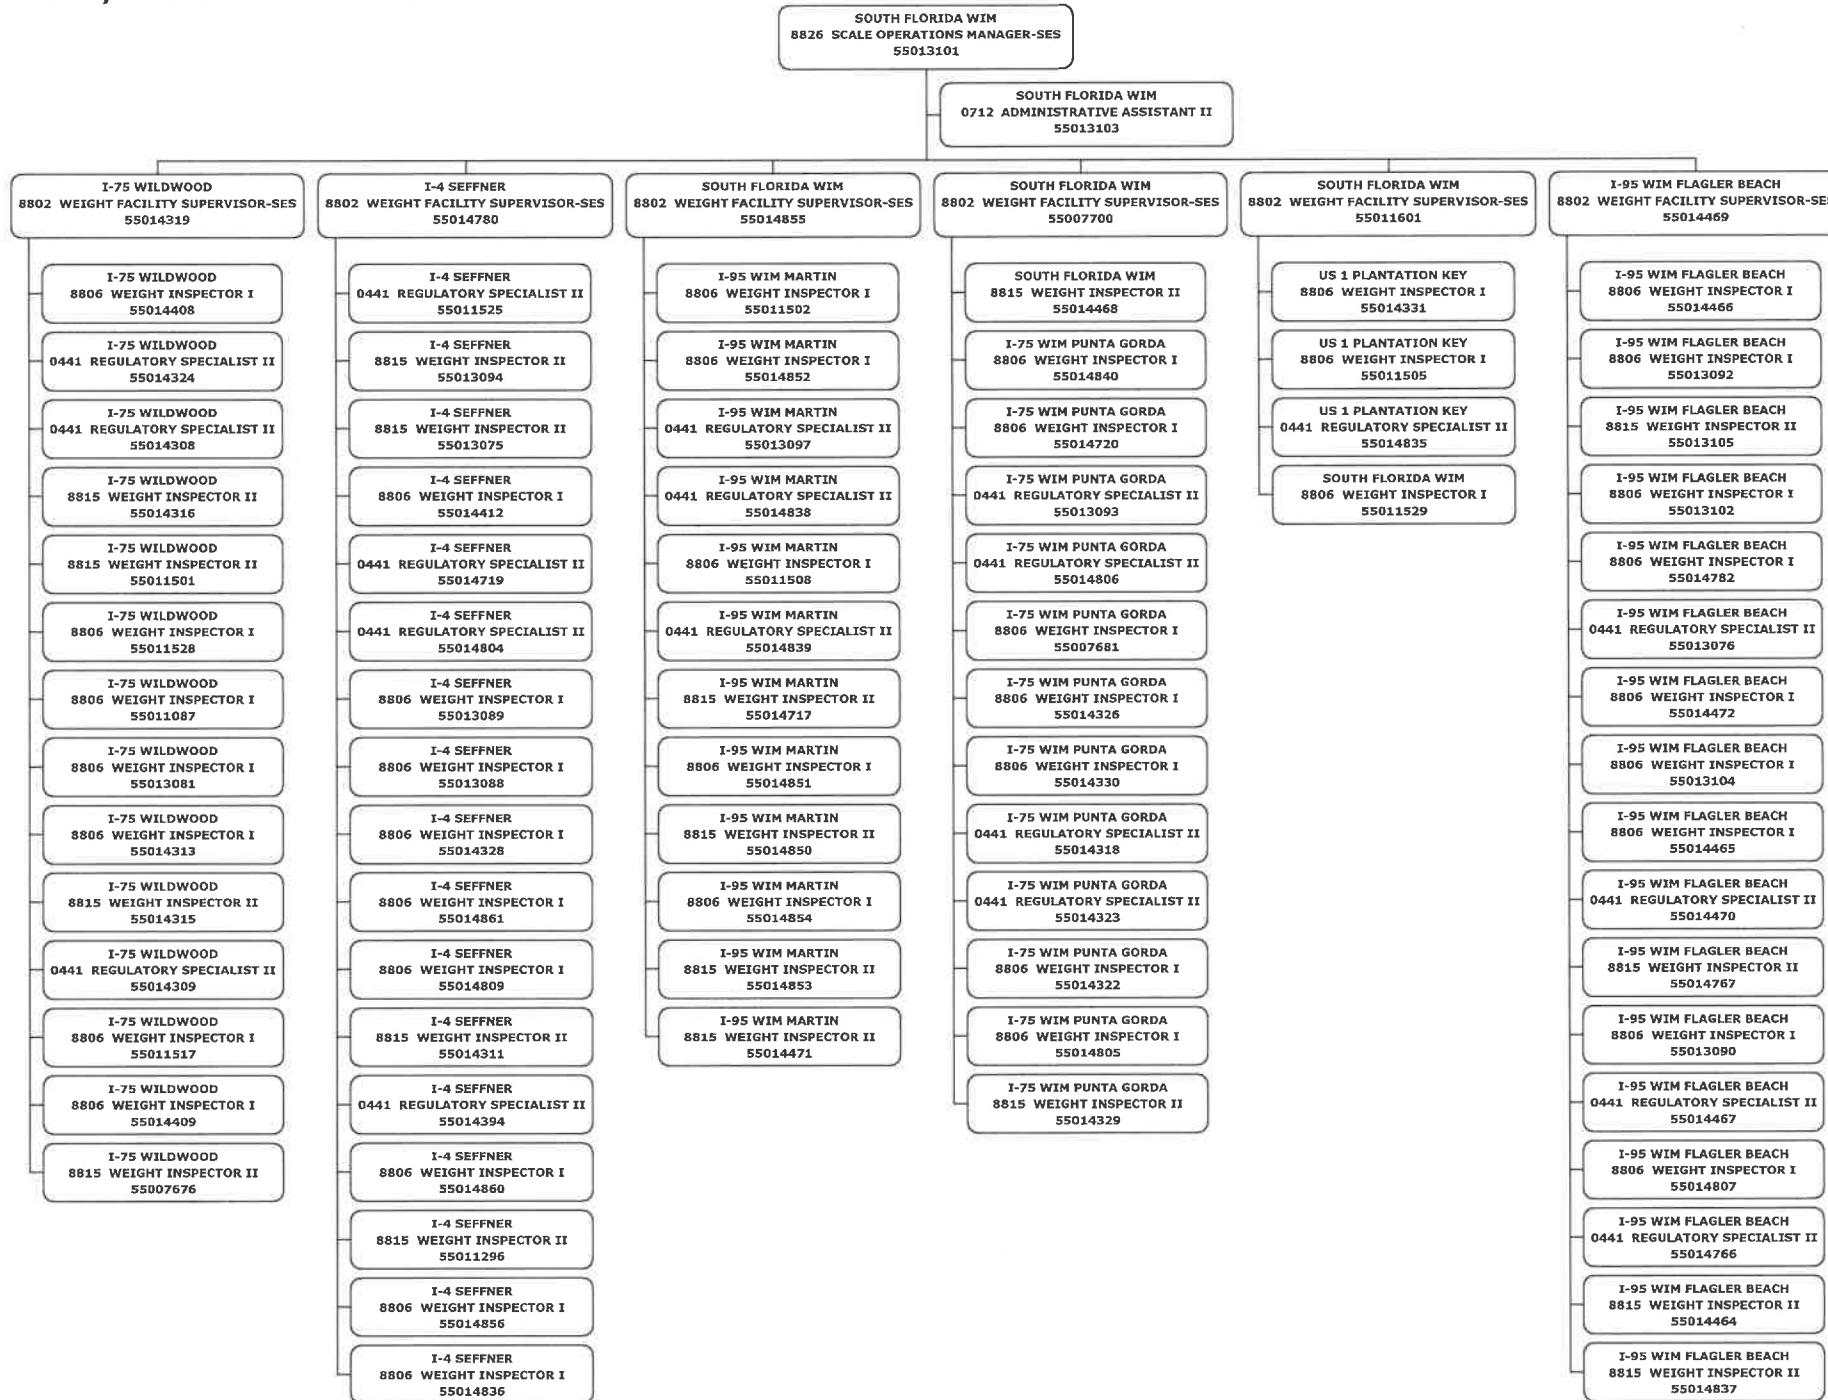 SOUTH FLORIDA WIM
8826 SCALE OPERATIONS MANAGER-SES
55013101
SOUTH FLORIDA WIM
0712 ADMINISTRATIVE ASSISTANT II
55013103
I-75 WILDWOOD
8802 WEIGHT FACILITY SUPERVISOR-SES
55014319
I-75 WILDWOOD
8806 WEIGHT INSPECTOR I
55014408
I-75 WILDWOOD
0441 REGULATORY SPECIALIST II
55014324
I-75 WILDWOOD
0441 REGULATORY SPECIALIST II
55014308
I-75 WILDWOOD
8815 WEIGHT INSPECTOR II
55014316
I-75 WILDWOOD
8815 WEIGHT INSPECTOR II
55011501
I-75 WILDWOOD
8806 WEIGHT INSPECTOR I
55011528
I-75 WILDWOOD
8806 WEIGHT INSPECTOR I
55011087
I-75 WILDWOOD
8806 WEIGHT INSPECTOR I
55013081
I-75 WILDWOOD
8806 WEIGHT INSPECTOR I
55014313
I-75 WILDWOOD
8815 WEIGHT INSPECTOR II
55014315
I-75 WILDWOOD
0441 REGULATORY SPECIALIST II
55014309
I-75 WILDWOOD
8806 WEIGHT INSPECTOR I
55011517
I-75 WILDWOOD
8806 WEIGHT INSPECTOR I
55014409
I-75 WILDWOOD
8815 WEIGHT INSPECTOR II
55007676
I-4 SEFFNER
8802 WEIGHT FACILITY SUPERVISOR-SES
55014780
I-4 SEFFNER
0441 REGULATORY SPECIALIST II
55011525
I-4 SEFFNER
8815 WEIGHT INSPECTOR II
55013094
I-4 SEFFNER
8815 WEIGHT INSPECTOR II
55013075
I-4 SEFFNER
8806 WEIGHT INSPECTOR I
55014412
I-4 SEFFNER
0441 REGULATORY SPECIALIST II
55014719
I-4 SEFFNER
0441 REGULATORY SPECIALIST II
55014804
I-4 SEFFNER
8806 WEIGHT INSPECTOR I
55013089
I-4 SEFFNER
8806 WEIGHT INSPECTOR I
55013088
I-4 SEFFNER
8806 WEIGHT INSPECTOR I
55014328
I-4 SEFFNER
8806 WEIGHT INSPECTOR I
55014861
I-4 SEFFNER
8806 WEIGHT INSPECTOR I
55014809
I-4 SEFFNER
8815 WEIGHT INSPECTOR II
55014311
I-4 SEFFNER
0441 REGULATORY SPECIALIST II
55014394
I-4 SEFFNER
8806 WEIGHT INSPECTOR I
55014860
I-4 SEFFNER
8815 WEIGHT INSPECTOR II
55011296
I-4 SEFFNER
8806 WEIGHT INSPECTOR I
55014856
I-4 SEFFNER
8806 WEIGHT INSPECTOR I
55014836
SOUTH FLORIDA WIM
8802 WEIGHT FACILITY SUPERVISOR-SES
55014855
I-95 WIM MARTIN
8806 WEIGHT INSPECTOR I
55011502
I-95 WIM MARTIN
8806 WEIGHT INSPECTOR I
55014852
I-95 WIM MARTIN
0441 REGULATORY SPECIALIST II
55013097
I-95 WIM MARTIN
0441 REGULATORY SPECIALIST II
55014838
I-95 WIM MARTIN
8806 WEIGHT INSPECTOR I
55011508
I-95 WIM MARTIN
0441 REGULATORY SPECIALIST II
55014839
I-95 WIM MARTIN
8815 WEIGHT INSPECTOR II
55014717
I-95 WIM MARTIN
8806 WEIGHT INSPECTOR I
55014851
I-95 WIM MARTIN
8815 WEIGHT INSPECTOR II
55014850
I-95 WIM MARTIN
8806 WEIGHT INSPECTOR I
55014854
I-95 WIM MARTIN
8815 WEIGHT INSPECTOR II
55014853
I-95 WIM MARTIN
8815 WEIGHT INSPECTOR II
55014471
SOUTH FLORIDA WIM
8802 WEIGHT FACILITY SUPERVISOR-SES
55007700
SOUTH FLORIDA WIM
8815 WEIGHT INSPECTOR II
55014468
I-75 WIM PUNTA GORDA
8806 WEIGHT INSPECTOR I
55014840
I-75 WIM PUNTA GORDA
8806 WEIGHT INSPECTOR I
55014720
I-75 WIM PUNTA GORDA
0441 REGULATORY SPECIALIST II
55013093
I-75 WIM PUNTA GORDA
0441 REGULATORY SPECIALIST II
55014806
I-75 WIM PUNTA GORDA
8806 WEIGHT INSPECTOR I
55007681
I-75 WIM PUNTA GORDA
8806 WEIGHT INSPECTOR I
55014326
I-75 WIM PUNTA GORDA
8806 WEIGHT INSPECTOR I
55014330
I-75 WIM PUNTA GORDA
0441 REGULATORY SPECIALIST II
55014318
I-75 WIM PUNTA GORDA
0441 REGULATORY SPECIALIST II
55014323
I-75 WIM PUNTA GORDA
8806 WEIGHT INSPECTOR I
55014322
I-75 WIM PUNTA GORDA
8806 WEIGHT INSPECTOR I
55014805
I-75 WIM PUNTA GORDA
8815 WEIGHT INSPECTOR II
55014329
SOUTH FLORIDA WIM
8802 WEIGHT FACILITY SUPERVISOR-SES
55011601
US 1 PLANTATION KEY
8806 WEIGHT INSPECTOR I
55014331
US 1 PLANTATION KEY
8806 WEIGHT INSPECTOR I
55011505
US 1 PLANTATION KEY
0441 REGULATORY SPECIALIST II
55014835
SOUTH FLORIDA WIM
8806 WEIGHT INSPECTOR I
55011529
I-95 WIM FLAGLER BEACH
8802 WEIGHT FACILITY SUPERVISOR-SES
55014469
I-95 WIM FLAGLER BEACH
8806 WEIGHT INSPECTOR I
55014466
I-95 WIM FLAGLER BEACH
8806 WEIGHT INSPECTOR I
55013092
I-95 WIM FLAGLER BEACH
8815 WEIGHT INSPECTOR II
55013105
I-95 WIM FLAGLER BEACH
8806 WEIGHT INSPECTOR I
55013102
I-95 WIM FLAGLER BEACH
8806 WEIGHT INSPECTOR I
55014782
I-95 WIM FLAGLER BEACH
0441 REGULATORY SPECIALIST II
55013076
I-95 WIM FLAGLER BEACH
8806 WEIGHT INSPECTOR I
55014472
I-95 WIM FLAGLER BEACH
8806 WEIGHT INSPECTOR I
55013104
I-95 WIM FLAGLER BEACH
8806 WEIGHT INSPECTOR I
55014465
I-95 WIM FLAGLER BEACH
0441 REGULATORY SPECIALIST II
55014470
I-95 WIM FLAGLER BEACH
8815 WEIGHT INSPECTOR II
55014767
I-95 WIM FLAGLER BEACH
8806 WEIGHT INSPECTOR I
55013090
I-95 WIM FLAGLER BEACH
0441 REGULATORY SPECIALIST II
55014467
I-95 WIM FLAGLER BEACH
8806 WEIGHT INSPECTOR I
55014807
I-95 WIM FLAGLER BEACH
0441 REGULATORY SPECIALIST II
55014766
I-95 WIM FLAGLER BEACH
8815 WEIGHT INSPECTOR II
55014464
I-95 WIM FLAGLER BEACH
8815 WEIGHT INSPECTOR II
55014837